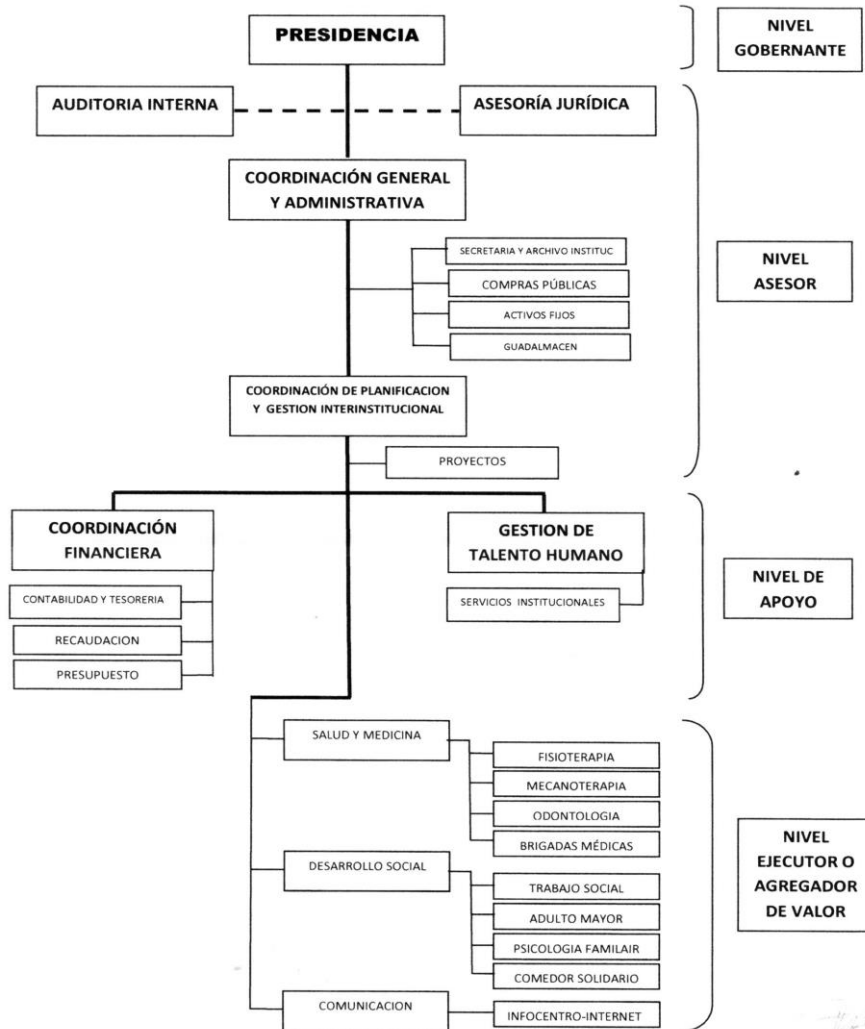 PRESIDENCIA
NIVEL
GOBERNANTE
AUDITORIA INTERNA
ASESORÍA JURÍDICA
COORDINACIÓN GENERAL
Y ADMINISTRATIVA
SECRETARIA Y ARCHIVO INSTITUC
COMPRAS PÚBLICAS
ACTIVOS FIJOS
GUADALMACEN
NIVEL
ASESOR
COORDINACIÓN DE PLANIFICACION
Y GESTION INTERINSTITUCIONAL
PROYECTOS
COORDINACIÓN
FINANCIERA
CONTABILIDAD Y TESORERIA
RECAUDACION
PRESUPUESTO
GESTION DE
TALENTO HUMANO
SERVICIOS INSTITUCIONALES
NIVEL DE
APOYO
SALUD Y MEDICINA
FISIOTERAPIA
MECANOTERAPIA
ODONTOLOGIA
BRIGADAS MÉDICAS
DESARROLLO SOCIAL
TRABAJO SOCIAL
ADULTO MAYOR
PSICOLOGIA FAMILAIR
COMEDOR SOLIDARIO
COMUNICACION
INFOCENTRO-INTERNET
NIVEL
EJECUTOR O
AGREGADOR
DE VALOR